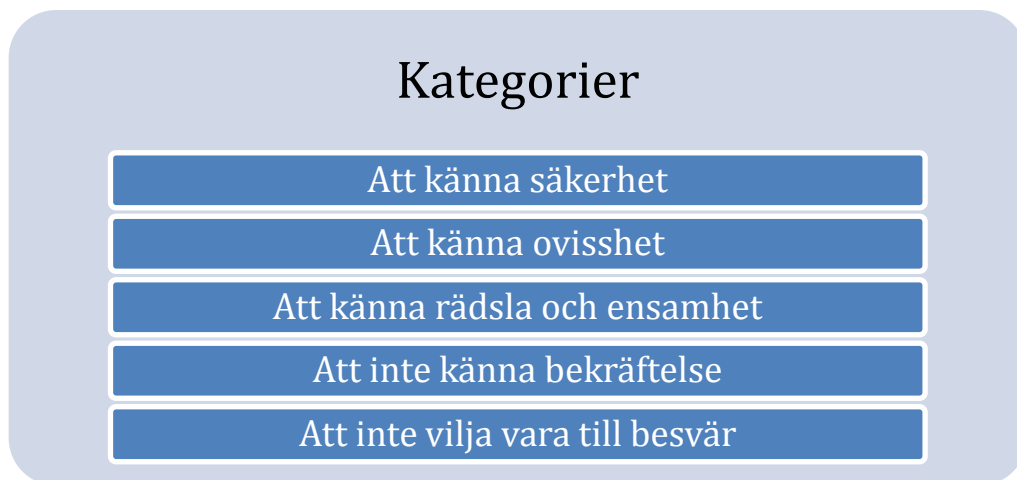 Kategorier
Att känna säkerhet
Att känna ovisshet
Att känna rädsla och ensamhet
Att inte känna bekräftelse
Att inte vilja vara till besvär